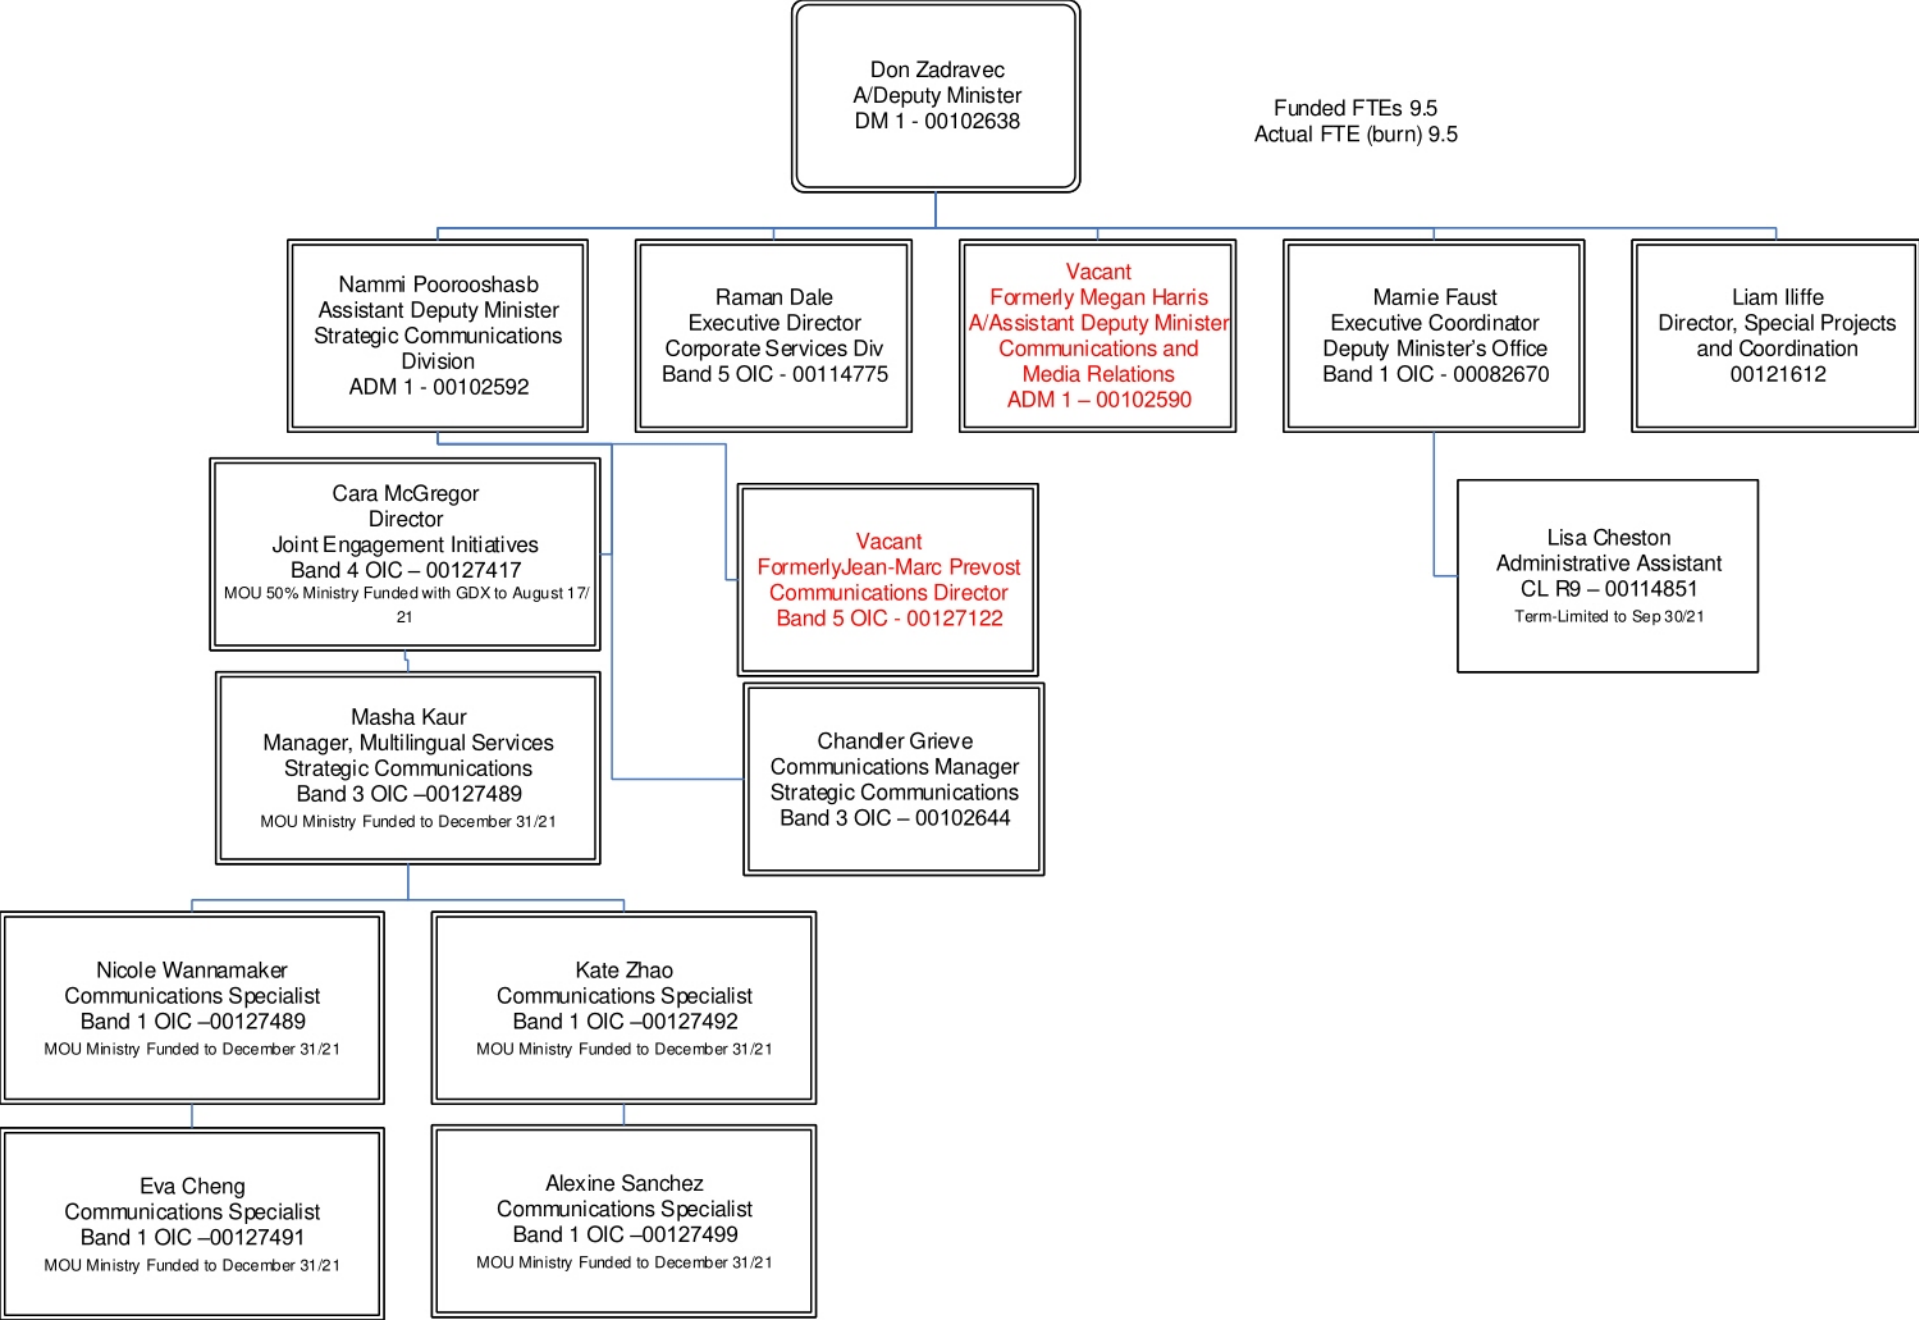 Don Zadravec
A/Deputy Minister
DM 1 - 00102638
Funded FTEs 9.5
Actual FTE (burn) 9.5
Nammi Poorooshasb
Assistant Deputy Minister
Strategic Communications
Division
ADM 1 - 00102592
Raman Dale
Executive Director
Corporate Services Div
Band 5 OIC - 00114775
Vacant
Formerly Megan Harris
A/Assistant Deputy Minister
Communications and
Media Relations
ADM 1 – 00102590
Marnie Faust
Executive Coordinator
Deputy Minister’s Office
Band 1 OIC - 00082670
Liam Iliffe
Director, Special Projects
and Coordination
00121612
Cara McGregor
Director
Joint Engagement Initiatives
Band 4 OIC – 00127417
MOU 50% Ministry Funded with GDX to August 17/
21
Vacant
FormerlyJean-Marc Prevost
Communications Director
Band 5 OIC - 00127122
Lisa Cheston
Administrative Assistant
CL R9 – 00114851
Term-Limited to Sep 30/21
Masha Kaur
Manager, Multilingual Services
Strategic Communications
Band 3 OIC –00127489
MOU Ministry Funded to December 31/21
Chandler Grieve
Communications Manager
Strategic Communications
Band 3 OIC – 00102644
Nicole Wannamaker
Communications Specialist
Band 1 OIC –00127489
MOU Ministry Funded to December 31/21
Kate Zhao
Communications Specialist
Band 1 OIC –00127492
MOU Ministry Funded to December 31/21
Eva Cheng
Communications Specialist
Band 1 OIC –00127491
MOU Ministry Funded to December 31/21
Alexine Sanchez
Communications Specialist
Band 1 OIC –00127499
MOU Ministry Funded to December 31/21